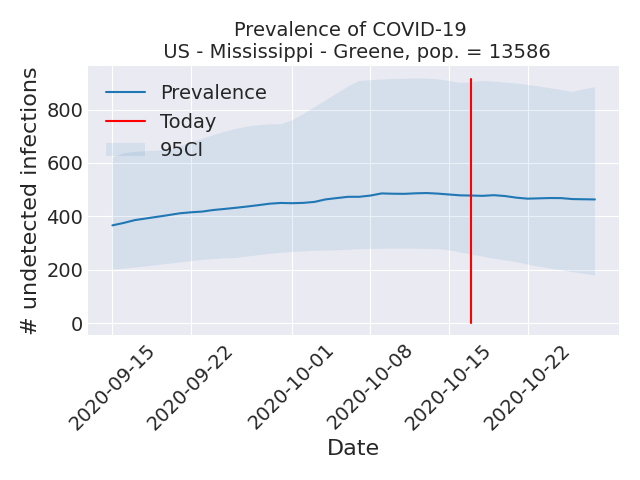 Prevalence of COVID-19
US - Mississippi - Greene, pop. = 13586
# undetected infections
800
600
400
200
0
Prevalence
Today
95CI
2020-09-15
2020-09-22
2020-10-01
2020-10-08
2020-10-15
2020-10-22
Date